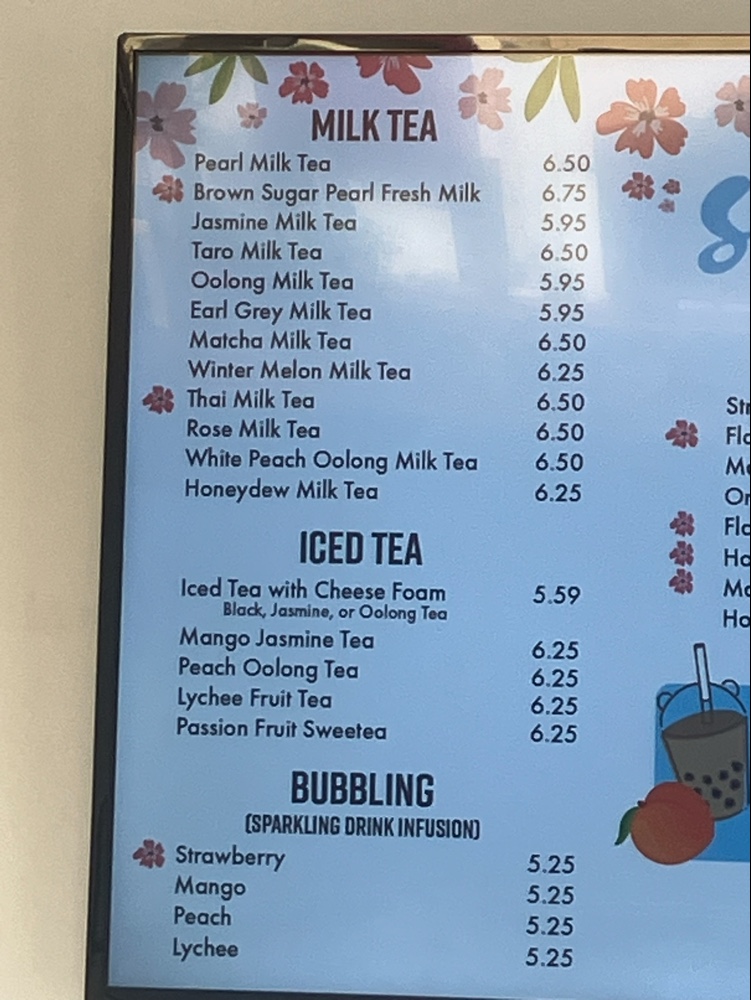 MILK TEA
Pearl Milk Tea 6.50
Brown Sugar Pearl Fresh Milk 6.75
Jasmine Milk Tea 5.95
Taro Milk Tea 6.50
Oolong Milk Tea 5.95
Earl Grey Milk Tea 5.95
Matcha Milk Tea 6.50
Winter Melon Milk Tea 6.25
Thai Milk Tea 6.50
Rose Milk Tea 6.50
White Peach Oolong Milk Tea 6.50
Honeydew Milk Tea 6.25
ICED TEA
Iced Tea with Cheese Foam 5.59
Black, Jasmine, or Oolong Tea
Mango Jasmine Tea 6.25
Peach Oolong Tea 6.25
Lychee Fruit Tea 6.25
Passion Fruit Sweetea 6.25
BUBBLING
(SPARKLING DRINK INFUSION)
Strawberry 5.25
Mango 5.25
Peach 5.25
Lychee 5.25